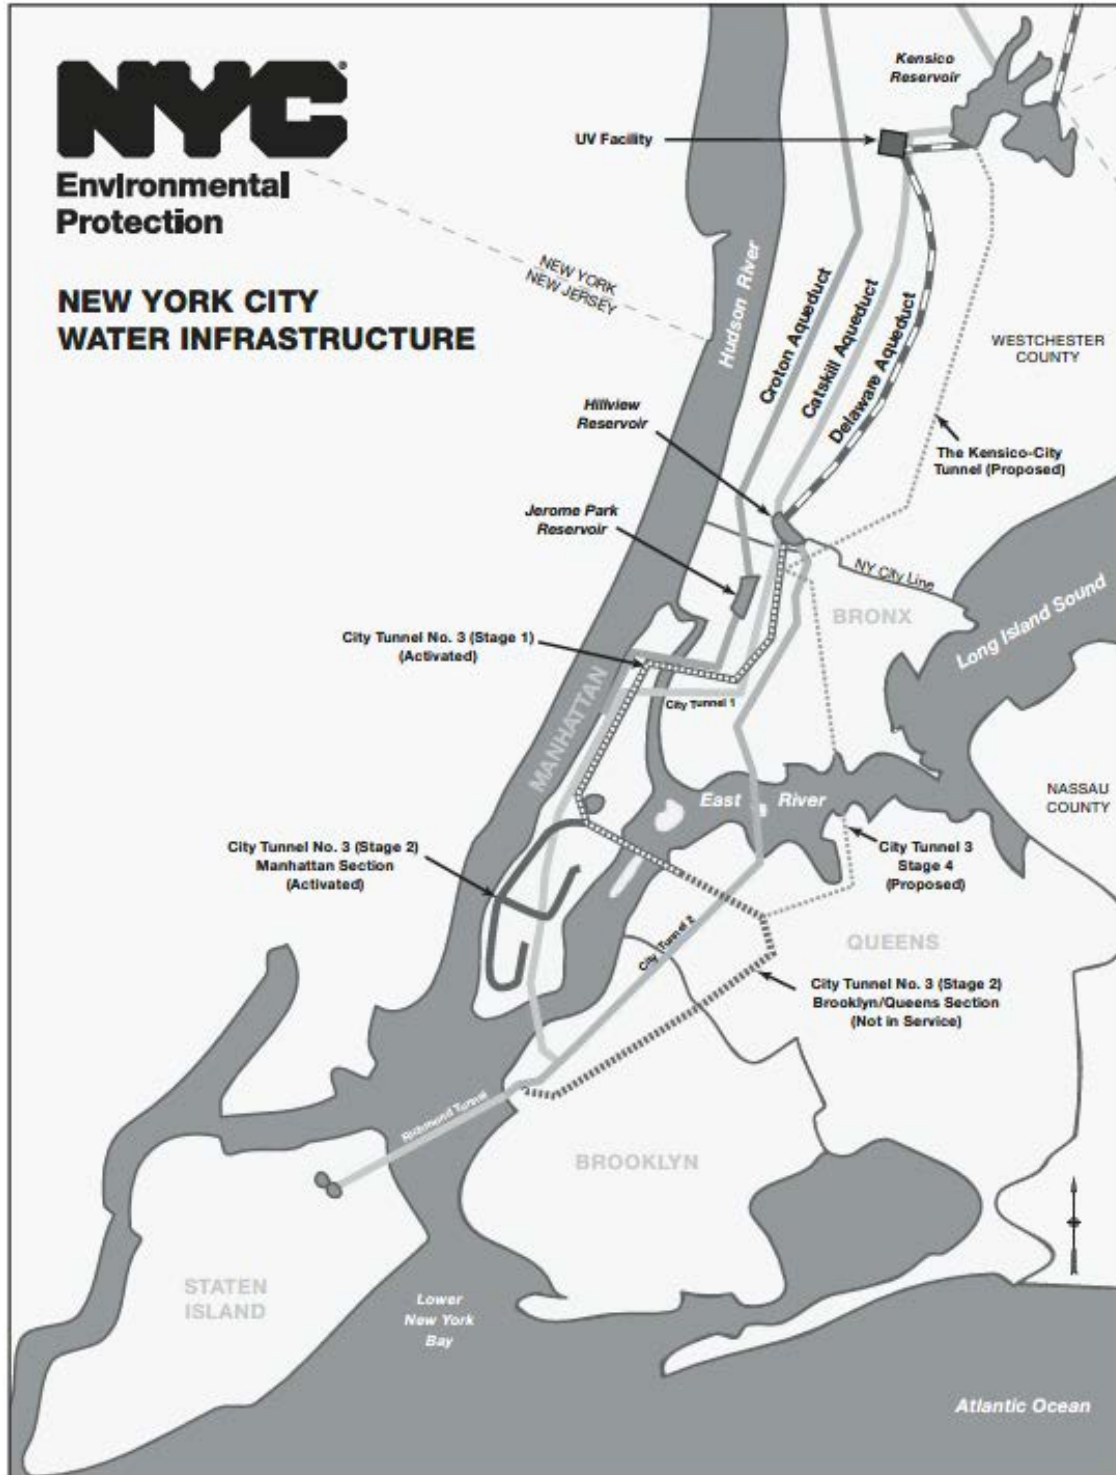 NYC
Environmental
Protection
NEW YORK CITY
WATER INFRASTRUCTURE
Kensico
Reservoir
UV Facility
NEW YORK
NEW JERSEY
Hudson River
Croton Aqueduct
Catskill Aqueduct
Delaware Aqueduct
WESTCHESTER
COUNTY
Hillview
Reservoir
The Kensico-City
Tunnel (Proposed)
Jerome Park
Reservoir
NY City Line
BRONX
Long Island Sound
City Tunnel No. 3 (Stage 1)
(Activated)
City Tunnel 1
MANHATTAN
East River
NASSAU
COUNTY
City Tunnel No. 3 (Stage 2)
Manhattan Section
(Activated)
City Tunnel 3
Stage 4
(Proposed)
City Tunnel 2
QUEENS
City Tunnel No. 3 (Stage 2)
Brooklyn/Queens Section
(Not in Service)
Richmond Tunnel
BROOKLYN
STATEN
ISLAND
Lower
New York
Bay
Atlantic Ocean